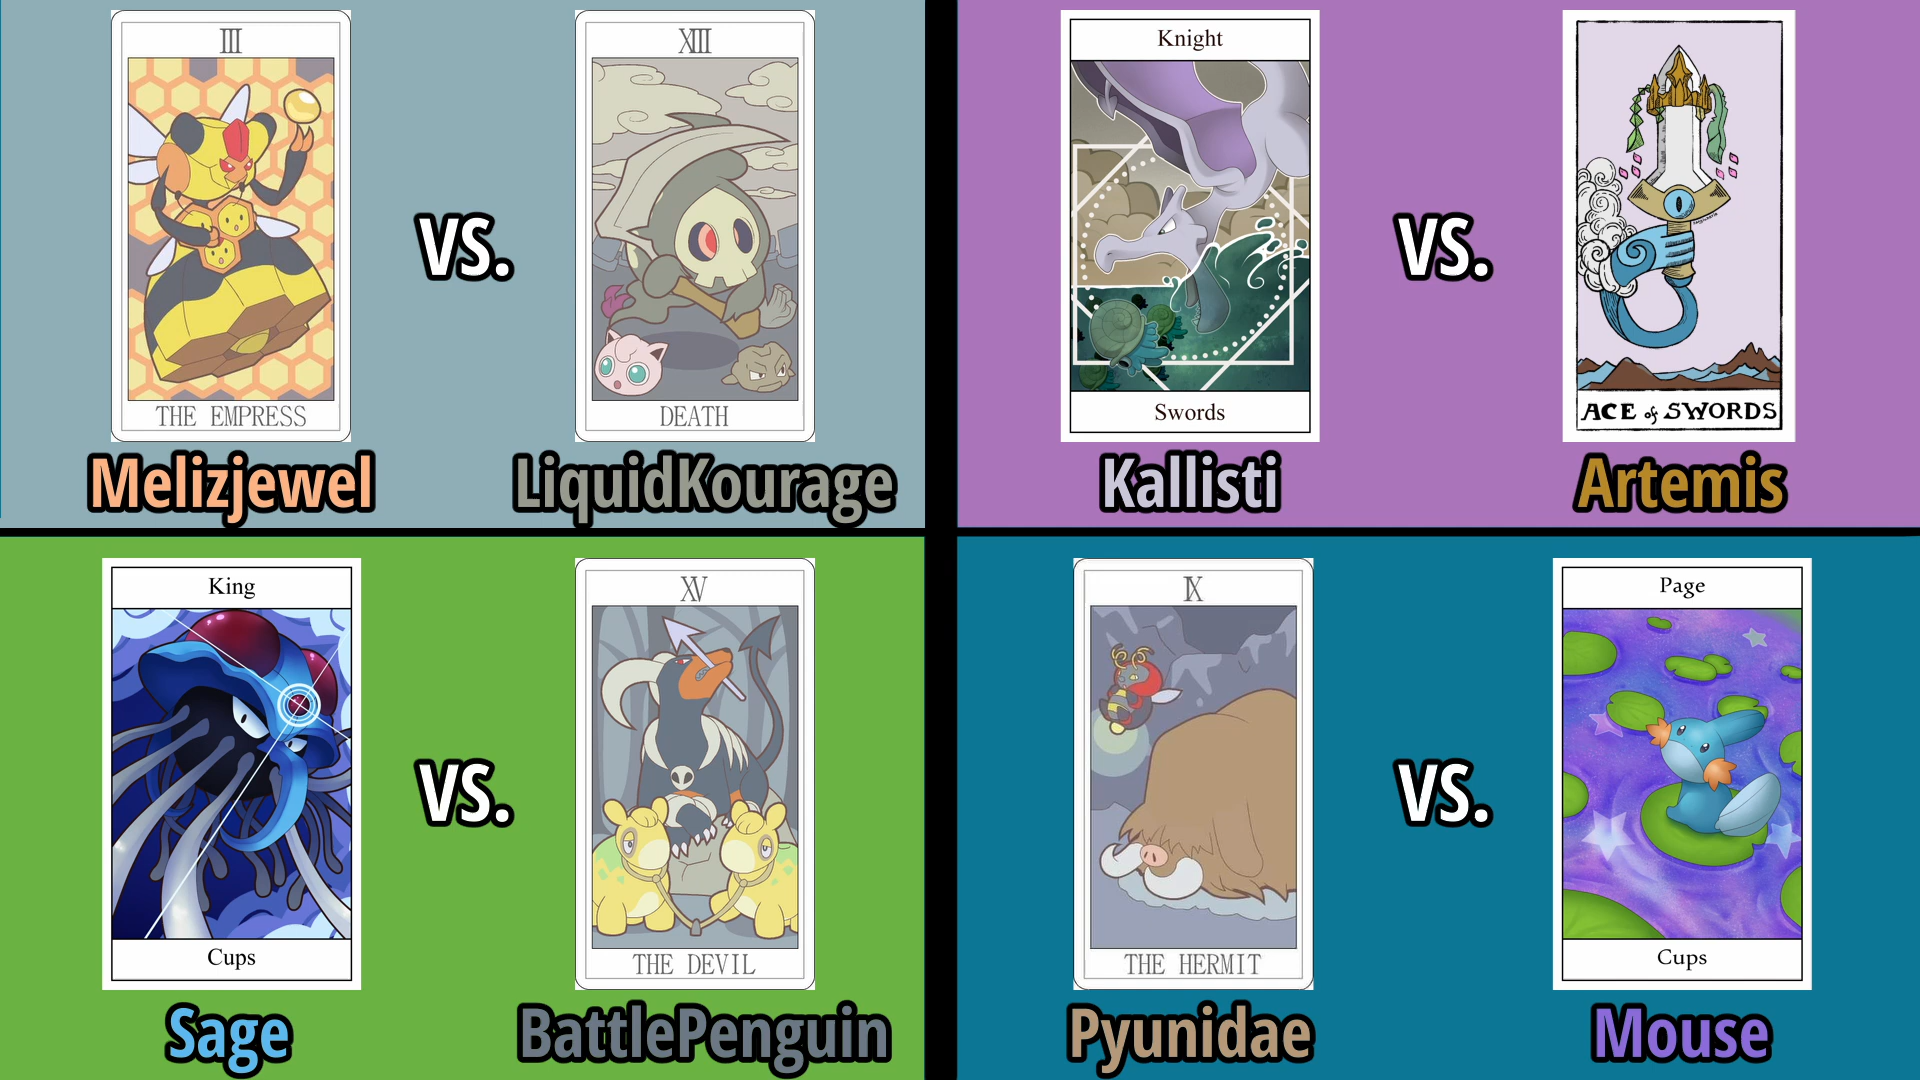 III
THE EMPRESS
Melizjewel
VS.
XIII
DEATH
LiquidKourage
Knight
Swords
Kallisti
VS.
ACE of SWORDS
Artemis
King
Cups
Sage
VS.
XV
THE DEVIL
BattlePenguin
IX
THE HERMIT
Pyunidae
VS.
Page
Cups
Mouse